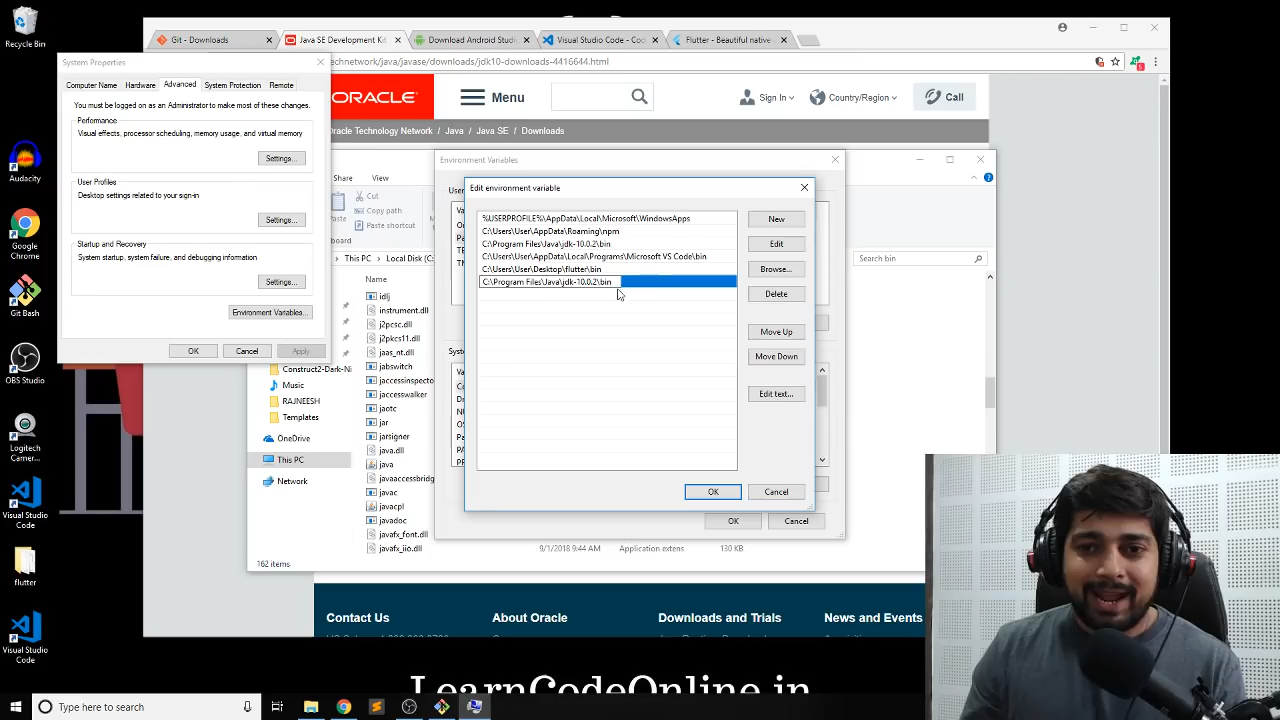 Recycle Bin
Audacity
Google Chrome
Git Bash
OBS Studio
Logitech Camer...
Visual Studio Code
flutter
Visual Studio Code
Git - Downloads
Java SE Development Ki
Download Android Studi
Visual Studio Code - Cod
Flutter - Beautiful native
technetwork/java/javase/downloads/jdk10-downloads-4416644.html
ORACLE
Menu
Sign In
Country/Region
Call
Oracle Technology Network / Java / Java SE / Downloads
System Properties
Computer Name Hardware Advanced System Protection Remote
You must be logged on as an Administrator to make most of these changes.
Performance
Visual effects, processor scheduling, memory usage, and virtual memory
Settings...
User Profiles
Desktop settings related to your sign-in
Settings...
Startup and Recovery
System startup, system failure, and debugging information
Settings...
Environment Variables...
OK Cancel Apply
Share View
Cut
Copy path
Paste shortcut
This PC Local Disk (C
Search bin
Name
idlj
instrument.dll
j2pcsc.dll
j2pkcs11.dll
jaas_nt.dll
jabswitch
jaccessinspecto
jaccesswalker
jaotc
jar
jarsigner
java.dll
java
javaaccessbridg
javac
javacpl
javadoc
javafx_font.dll
javafx_iio.dll
9/1/2018 9:44 AM Application extens 130 KB
Construct2-Dark-Ni
Music
RAJNEESH
Templates
OneDrive
This PC
Network
162 items
Environment Variables
OK Cancel
Edit environment variable
%USERPROFILE%\AppData\Local\Microsoft\WindowsApps
C:\Users\User\AppData\Roaming\npm
C:\Program Files\Java\jdk-10.0.2\bin
C:\Users\User\AppData\Local\Programs\Microsoft VS Code\bin
C:\Users\User\Desktop\flutter\bin
C:\Program Files\Java\jdk-10.0.2\bin
New
Edit
Browse...
Delete
Move Up
Move Down
Edit text...
OK Cancel
Contact Us About Oracle Downloads and Trials News and Events
LearnCodeOnline.in
Type here to search